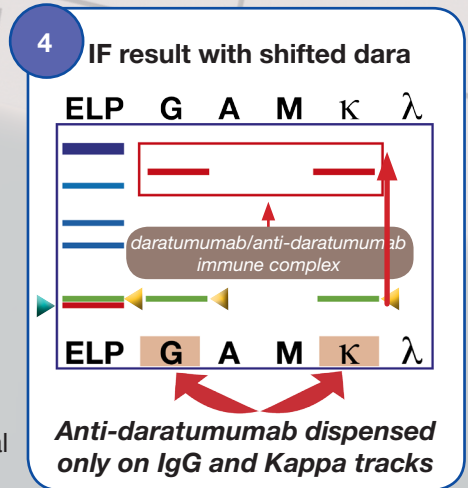 4
IF result with shifted dara
ELP G A M κ λ
daratumumab/anti-daratumumab
immune complex
ELP G A M κ λ
al
Anti-daratumumab dispensed
only on IgG and Kappa tracks